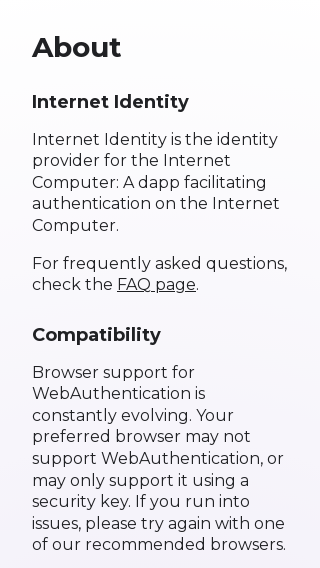 About
Internet Identity
Internet Identity is the identity
provider for the Internet
Computer: A dapp facilitating
authentication on the Internet
Computer.
For frequently asked questions,
check the FAQ page.
Compatibility
Browser support for
WebAuthentication is
constantly evolving. Your
preferred browser may not
support WebAuthentication, or
may only support it using a
security key. If you run into
issues, please try again with one
of our recommended browsers.